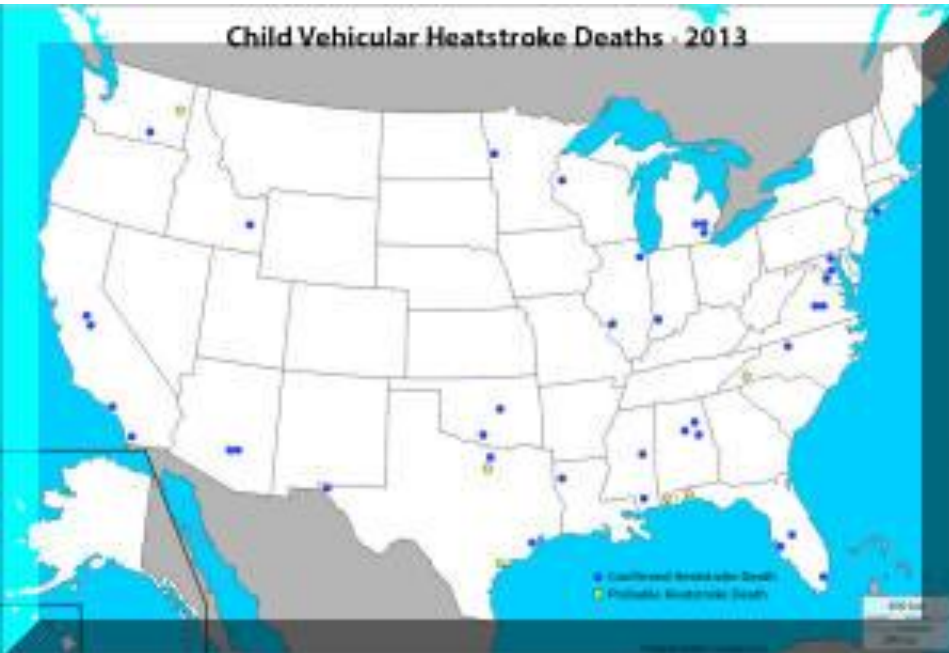 Child Vehicular Heatstroke Deaths - 2013
Confirmed Heatstroke Death
Probable Heatstroke Death